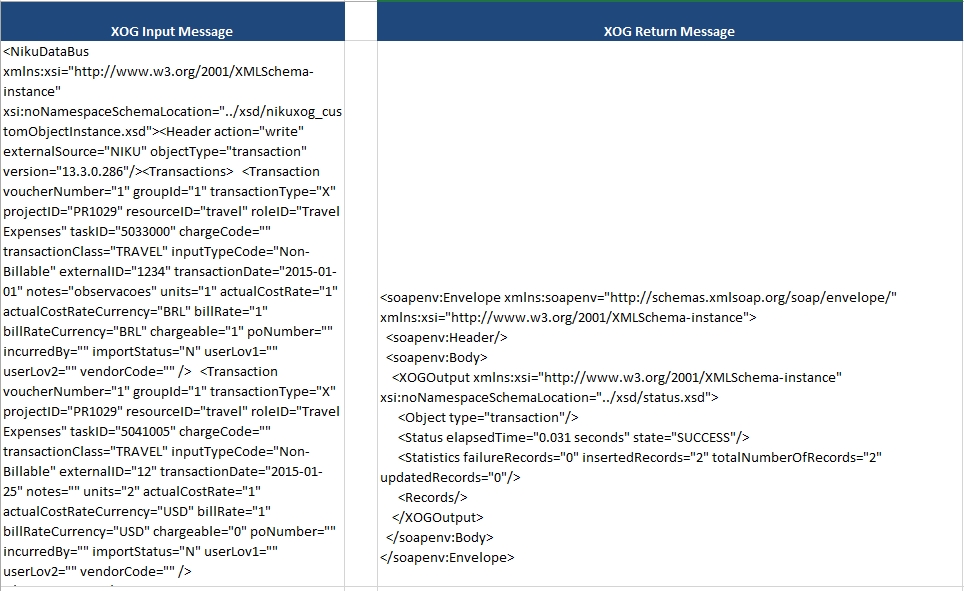 XOG Input Message
<NikuDataBus
xmlns:xsi="http://www.w3.org/2001/XMLSchema-
instance"
xsi:noNamespaceSchemaLocation="../xsd/nikuxog_cus
tomObjectInstance.xsd"><Header action="write"
externalSource="NIKU" objectType="transaction"
version="13.3.0.286"/><Transactions>  <Transaction
voucherNumber="1" groupId="1" transactionType="X"
projectID="PR1029" resourceID="travel" roleID="Travel
Expenses" taskID="5033000" chargeCode=""
transactionClass="TRAVEL" inputTypeCode="Non-
Billable" externalID="1234" transactionDate="2015-01-
01" notes="observacoes" units="1" actualCostRate="1"
actualCostRateCurrency="BRL" billRate="1"
billRateCurrency="BRL" chargeable="1" poNumber=""
incurredBy="" importStatus="N" userLov1=""
userLov2="" vendorCode="" />  <Transaction
voucherNumber="1" groupId="1" transactionType="X"
projectID="PR1029" resourceID="travel" roleID="Travel
Expenses" taskID="5041005" chargeCode=""
transactionClass="TRAVEL" inputTypeCode="Non-
Billable" externalID="12" transactionDate="2015-01-
25" notes="" units="2" actualCostRate="1"
actualCostRateCurrency="USD" billRate="1"
billRateCurrency="USD" chargeable="0" poNumber=""
incurredBy="" importStatus="N" userLov1=""
userLov2="" vendorCode="" />
XOG Return Message
<soapenv:Envelope xmlns:soapenv="http://schemas.xmlsoap.org/soap/envelope/"
xmlns:xsi="http://www.w3.org/2001/XMLSchema-instance">
<soapenv:Header/>
<soapenv:Body>
<XOGOutput xmlns:xsi="http://www.w3.org/2001/XMLSchema-instance"
xsi:noNamespaceSchemaLocation="../xsd/status.xsd">
<Object type="transaction"/>
<Status elapsedTime="0.031 seconds" state="SUCCESS"/>
<Statistics failureRecords="0" insertedRecords="2" totalNumberOfRecords="2"
updatedRecords="0"/>
<Records/>
</XOGOutput>
</soapenv:Body>
</soapenv:Envelope>